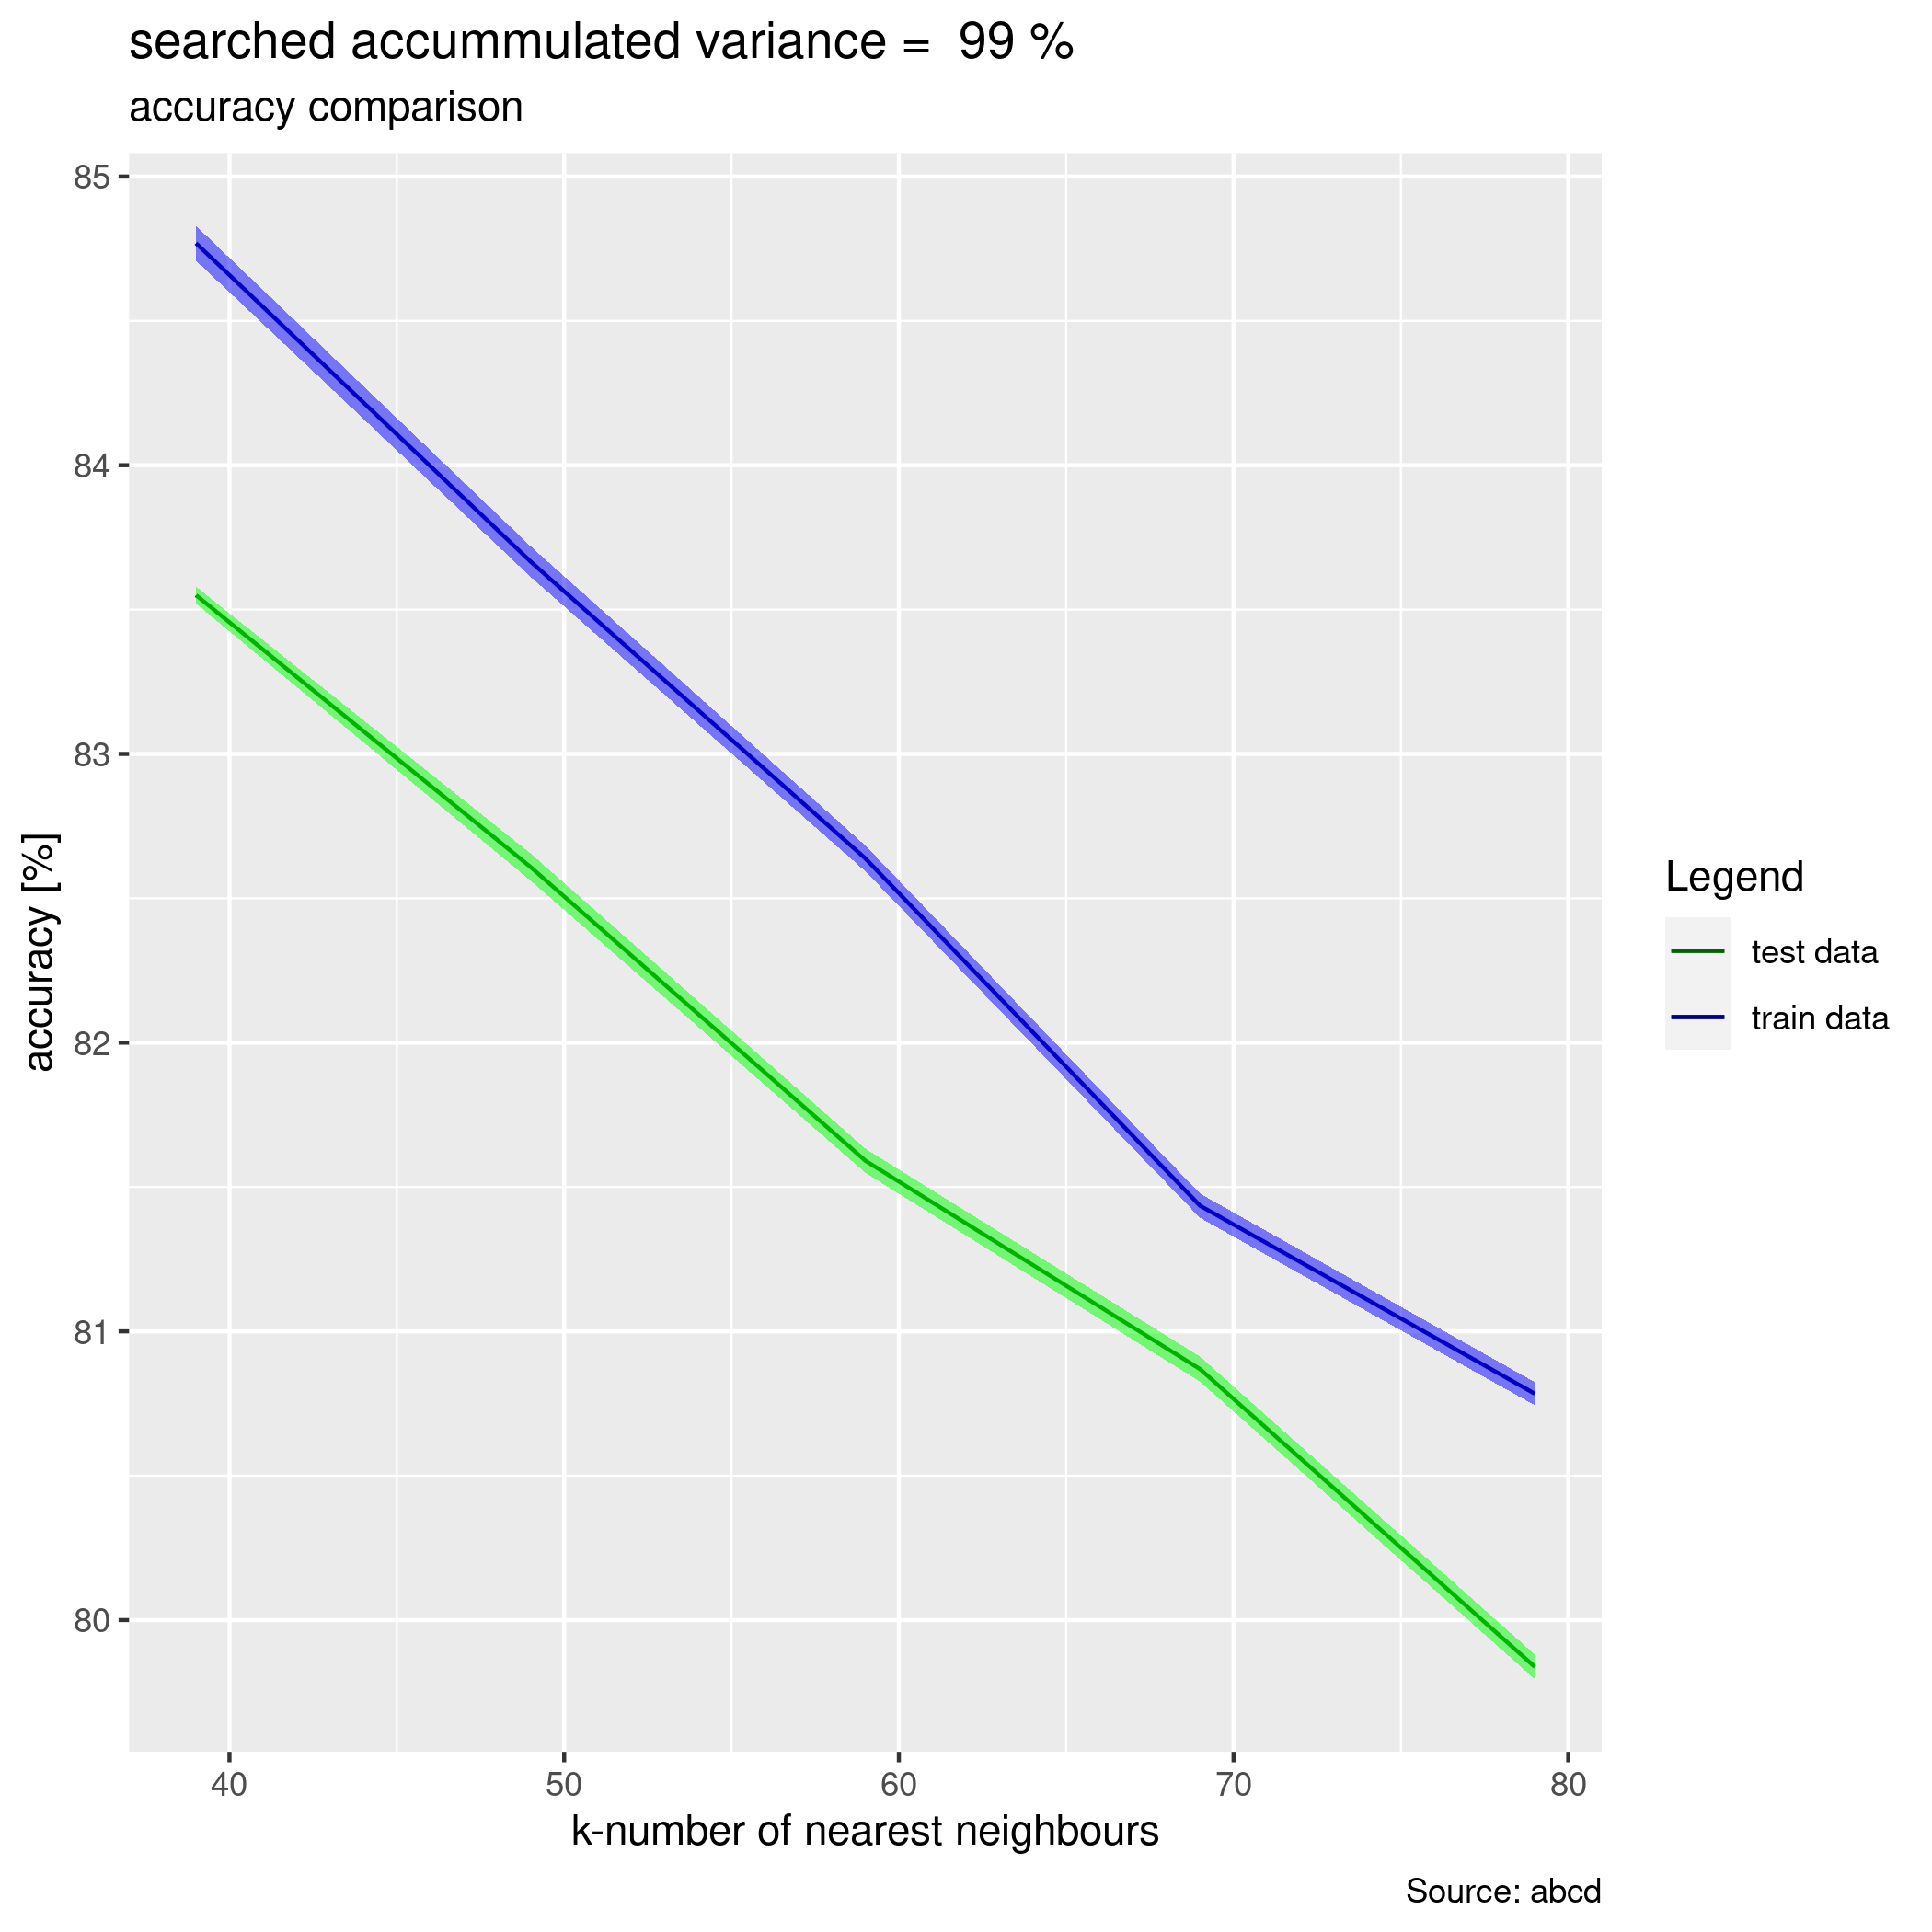 searched accummulated variance =  99 %
accuracy comparison
85
84
83
82
81
80
accuracy [%]
40 50 60 70 80
k-number of nearest neighbours
Legend
test data
train data
Source: abcd